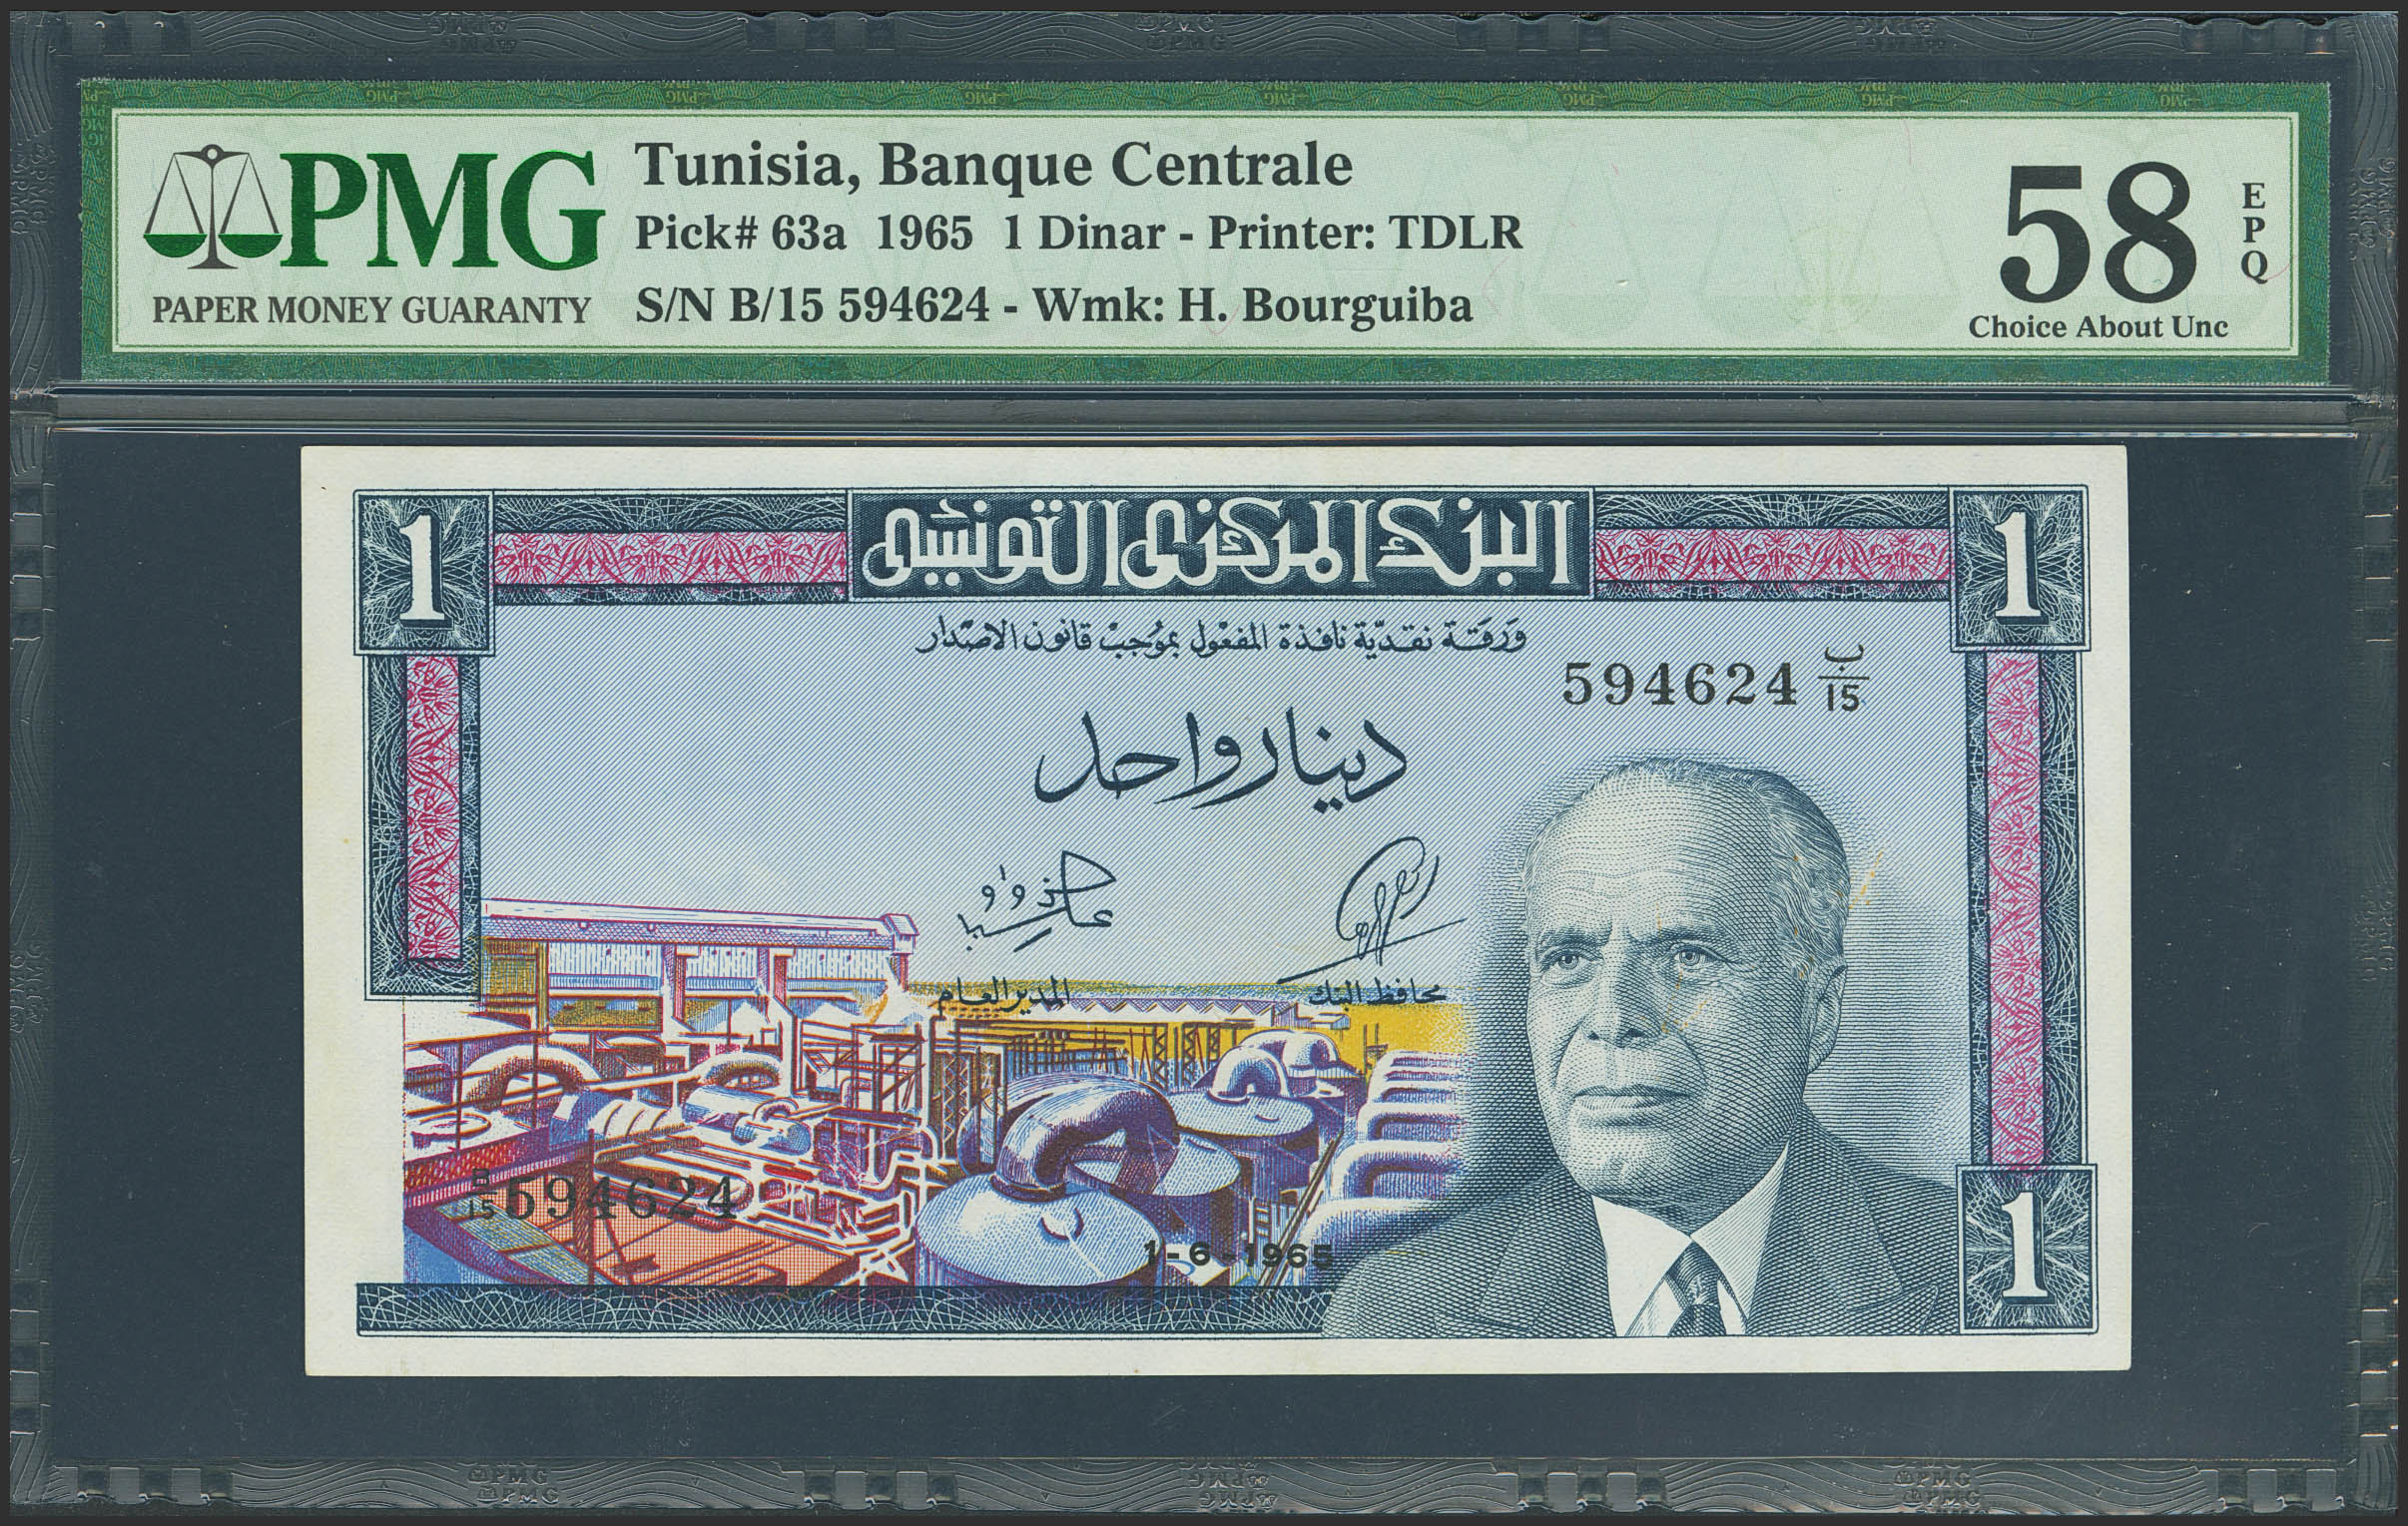 PMG
PAPER MONEY GUARANTY
Tunisia, Banque Centrale
Pick# 63a 1965 1 Dinar - Printer: TDLR
S/N B/15 594624 - Wmk: H. Bourguiba
58
EPQ
Choice About Unc
1
البنك المركزي التونسي
1
ورقة نقديّة نافذة المفعول بموجب قانون الاصدار
594624 ب/15
دينار واحد
محافظ البنك
المدير العام
B/15 594624
1-6-1965
1